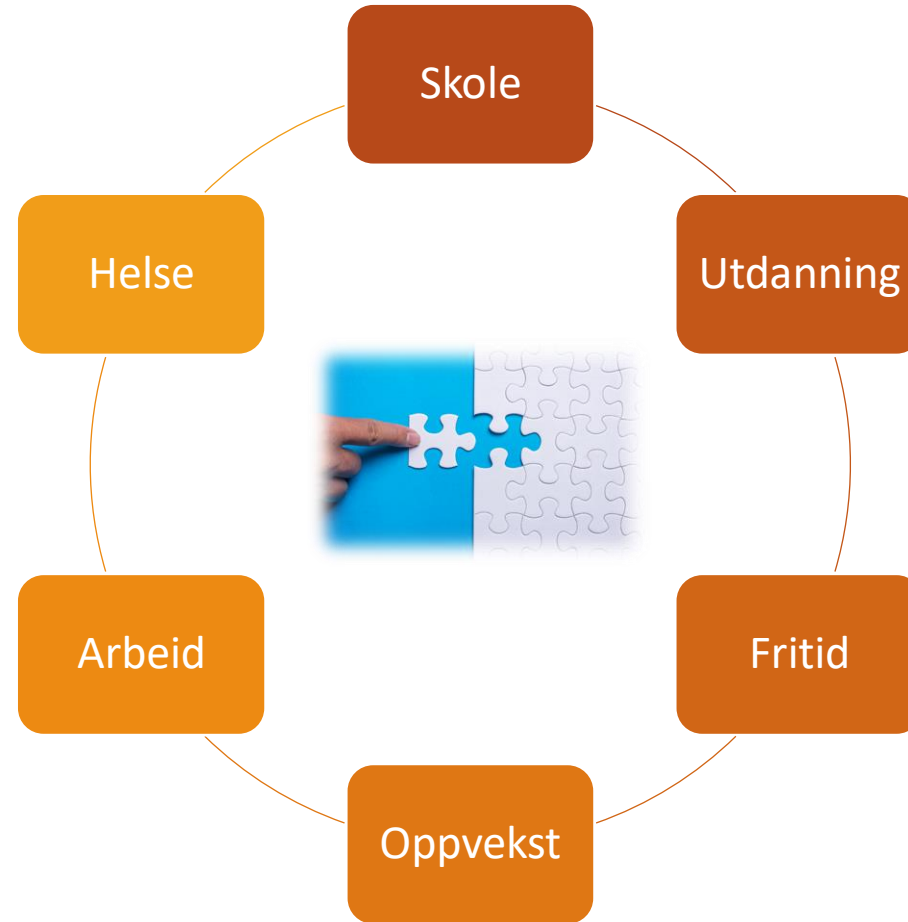 Skole
Utdanning
Fritid
Oppvekst
Arbeid
Helse